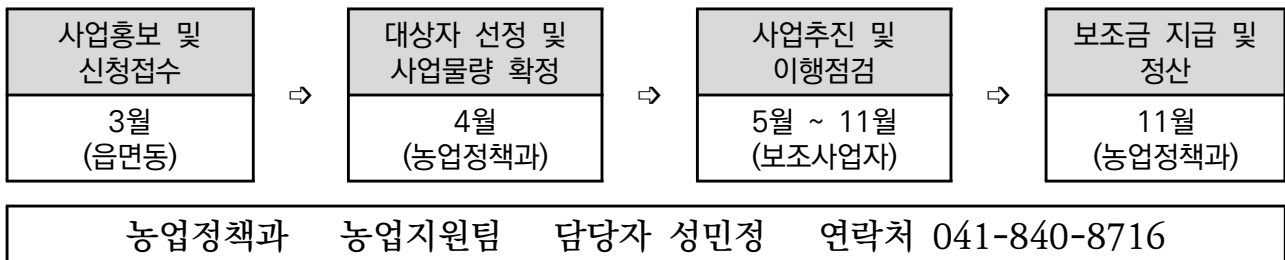 사업홍보 및
신청접수
3월
(읍면동)
⇨
대상자 선정 및
사업물량 확정
4월
(농업정책과)
⇨
사업추진 및
이행점검
5월 ~ 11월
(보조사업자)
⇨
보조금 지급 및
정산
11월
(농업정책과)
농업정책과 농업지원팀 담당자 성민정 연락처 041-840-8716